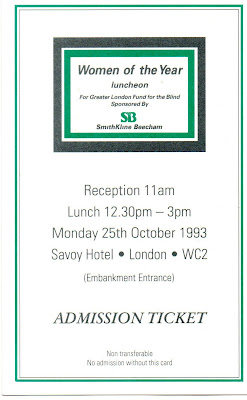 Women of the Year
luncheon
For Greater London Fund for the Blind
Sponsored By
SB
SmithKline Beecham
Reception 11am
Lunch 12.30pm – 3pm
Monday 25th October 1993
Savoy Hotel • London • WC2
(Embankment Entrance)
ADMISSION TICKET
Non transferable
No admission without this card